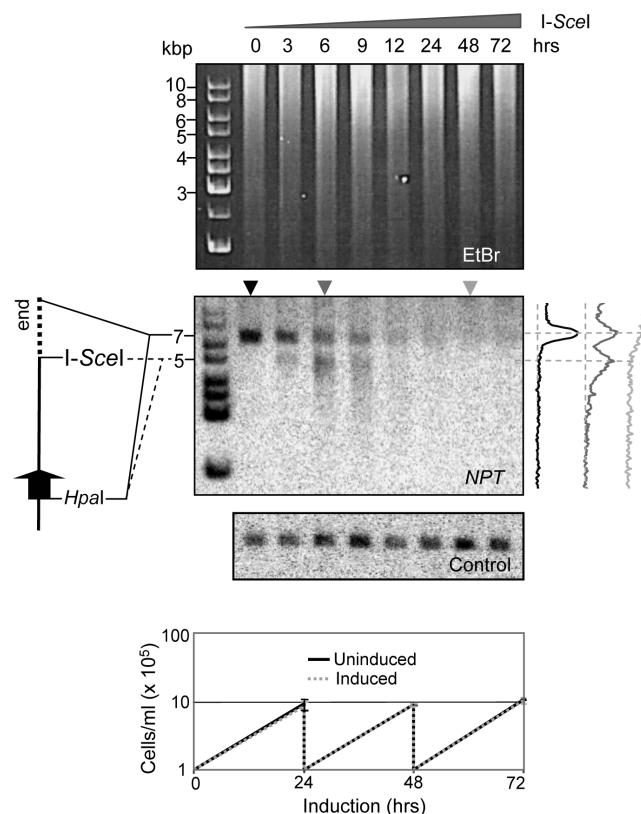 I-SceI
kbp 0 3 6 9 12 24 48 72 hrs
10
8
6
5
4
3
EtBr
end
7
I-SceI
5
HpaI
NPT
Control
100
10
1
Cells/ml (x 10⁵)
Uninduced
Induced
0 24 48 72
Induction (hrs)